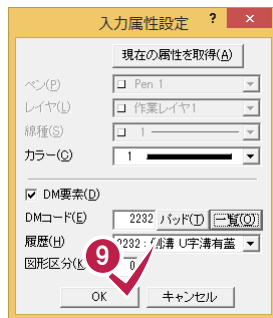 入力属性設定 ? ×
現在の属性を取得(A)
ペン(P) Pen 1
レイヤ(L) 作業レイヤ1
線種(S) 1
カラー(C) 1
DM要素(D)
DMコード(E) 2232 パッド(T) 一覧(O)
履歴(H) 2232 : 側溝 U字溝有蓋
図形区分(K 0
9
OK キャンセル